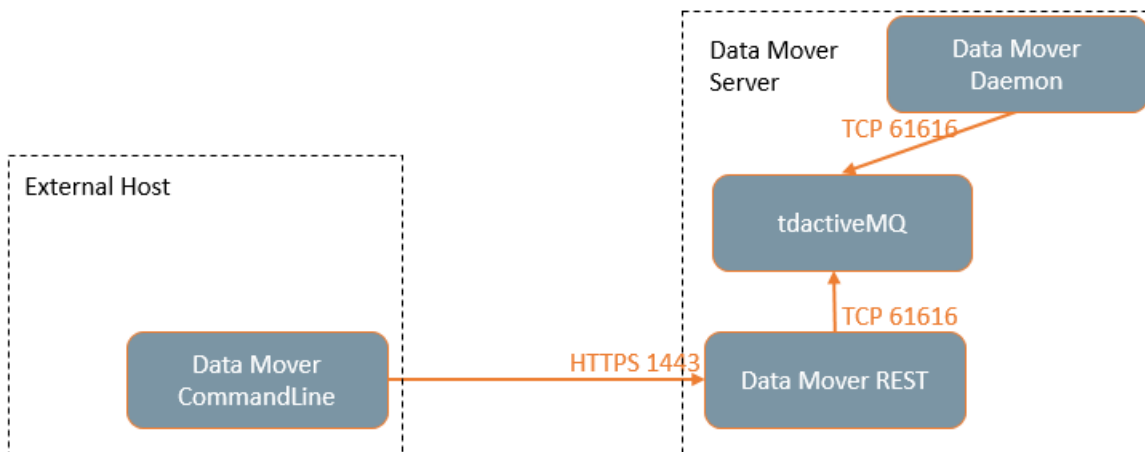 Data Mover
Server
Data Mover
Daemon
TCP 61616
External Host
tdactiveMQ
TCP 61616
Data Mover
CommandLine
HTTPS 1443
Data Mover REST